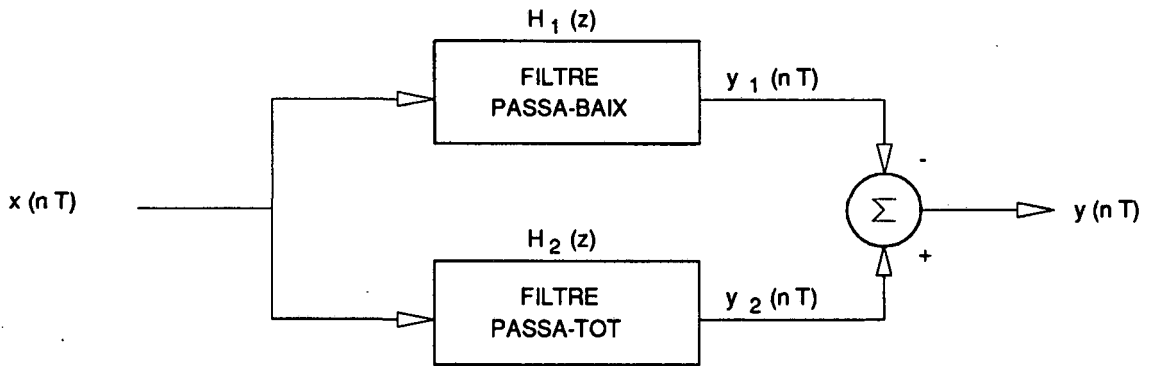 H 1 (z)
FILTRE
PASSA-BAIX
y 1 (n T)
-
x (n T)
Σ
y (n T)
H 2 (z)
+
FILTRE
PASSA-TOT
y 2 (n T)